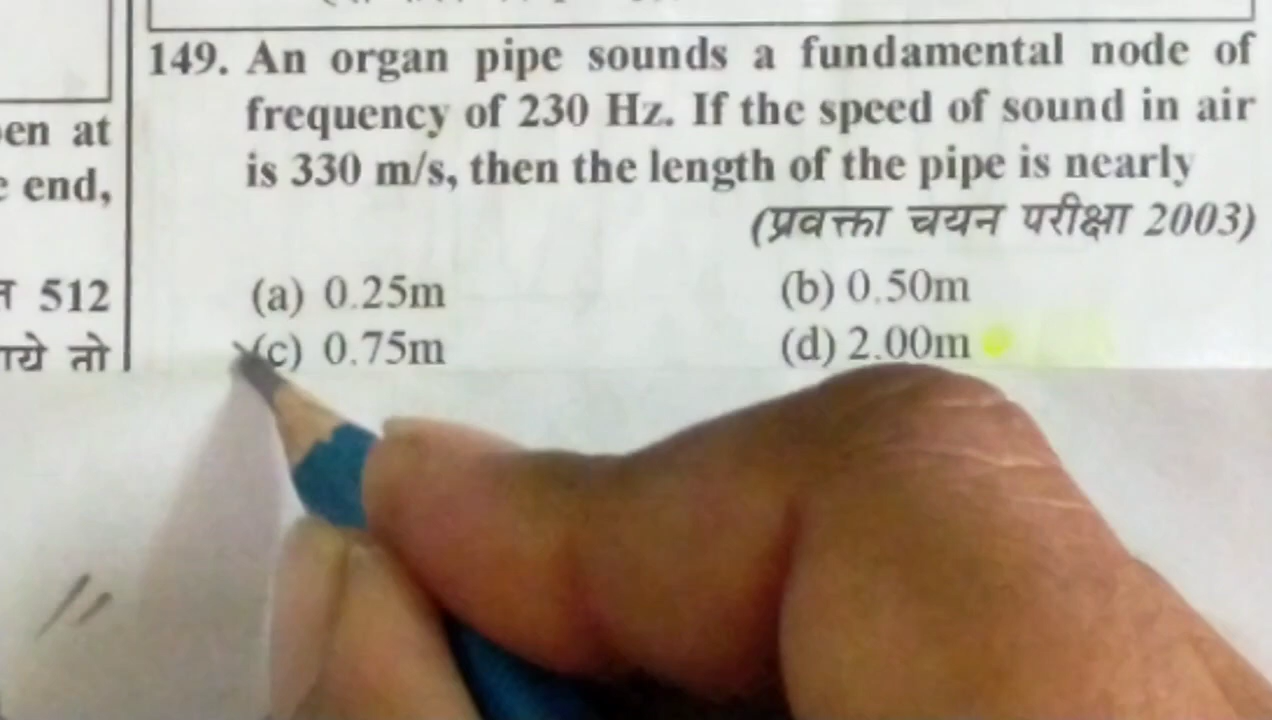 en at
end,
512
तो
149. An organ pipe sounds a fundamental node of
frequency of 230 Hz. If the speed of sound in air
is 330 m/s, then the length of the pipe is nearly
(प्रवक्ता चयन परीक्षा 2003)
(a) 0.25m (b) 0.50m
(c) 0.75m (d) 2.00m